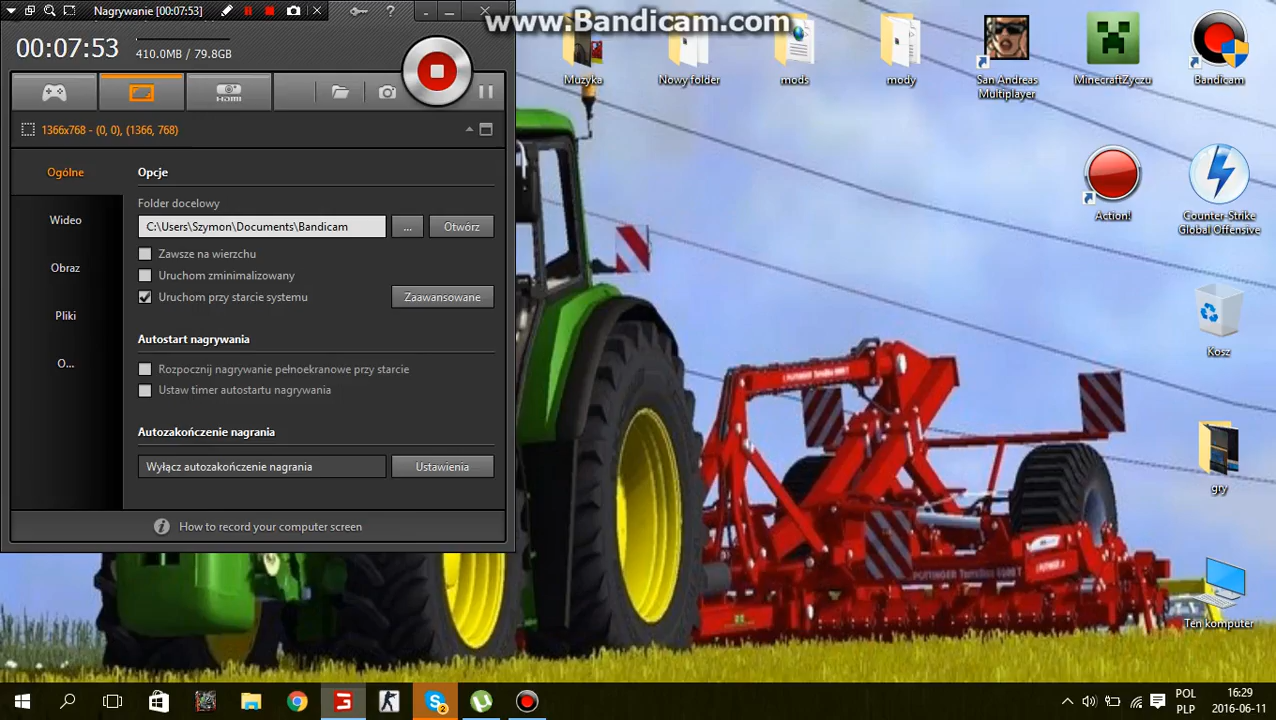 Nagrywanie [00:07:53]
www.Bandicam.com
00:07:53
410.0MB / 23.3GB
HDMI
1366x768 - (0, 0), (1366, 768)
Ogólne
Wideo
Obraz
Pliki
O...
Opcje
Folder docelowy
C:\Users\Szymon\Documents\Bandicam
...
Otwórz
Zawsze na wierzchu
Uruchom zminimalizowany
Uruchom przy starcie systemu
Zaawansowane
Autostart nagrywania
Rozpocznij nagrywanie pełnoekranowe przy starcie
Ustaw timer autostartu nagrywania
Autozakończenie nagrania
Wyłącz autozakończenie nagrania
Ustawienia
How to record your computer screen
Muzyka
Nowy folder
mods
mody
San Andreas
Multiplayer
MinecraftZyczu
Bandicam
Action!
Counter-Strike
Global Offensive
Kosz
gry
Ten komputer
2
POL
PLP
16:29
2016-06-11